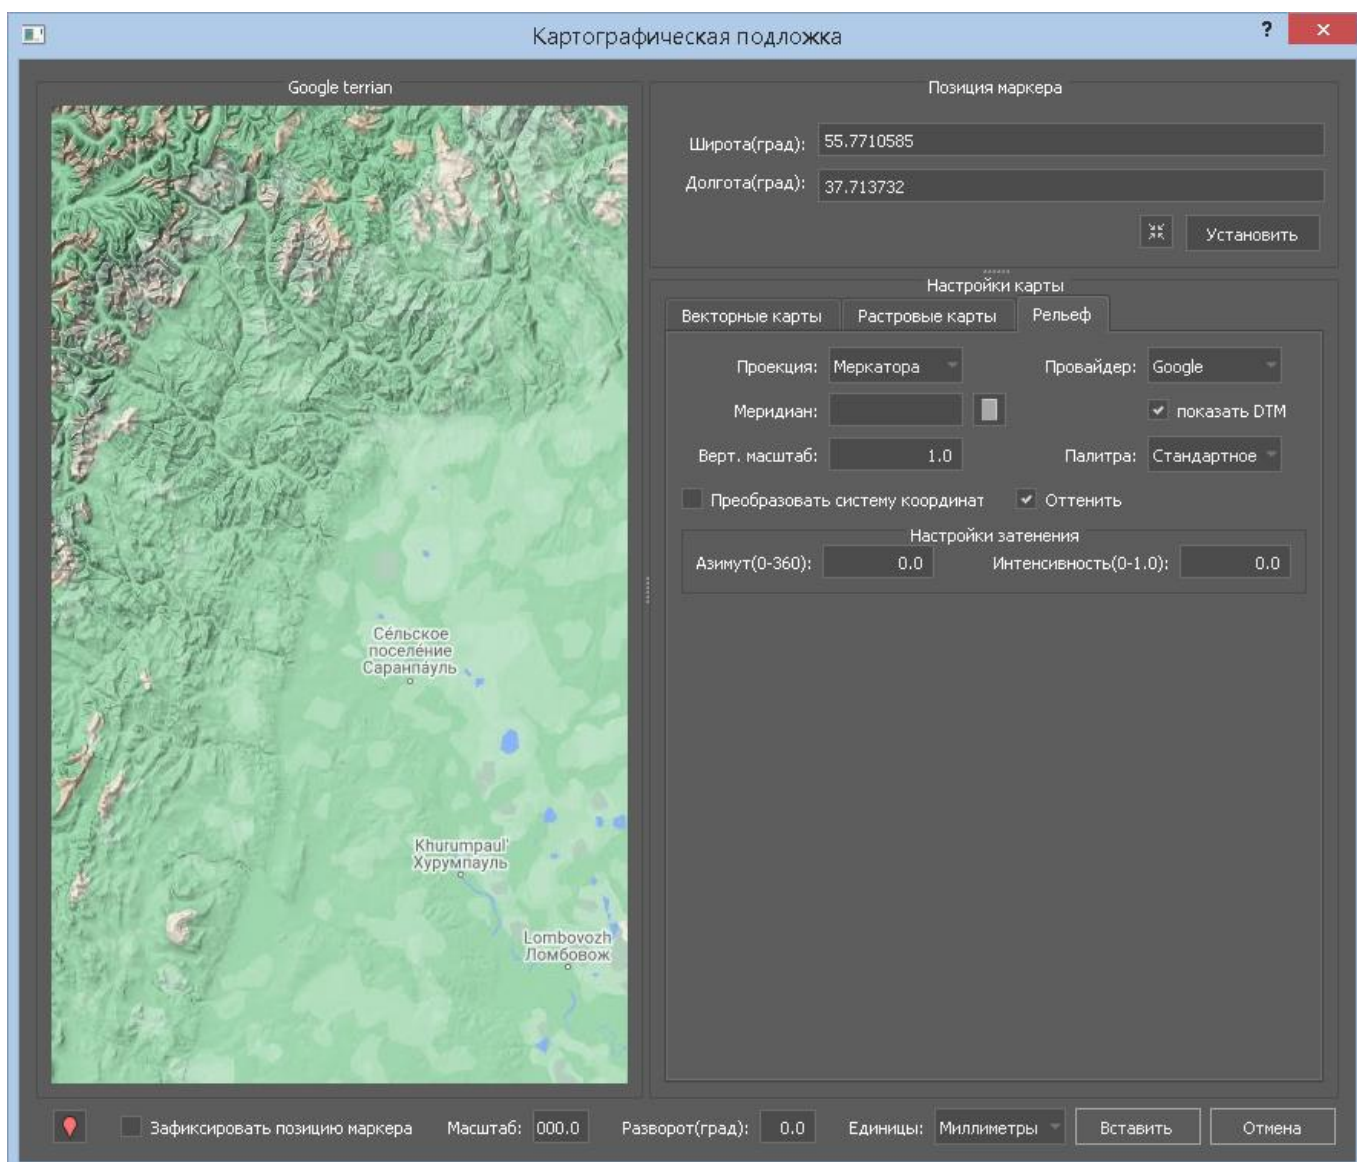 Картографическая подложка
?
Google terrian
Сéльское
поселéние
Саранпáуль
Khurumpaul'
Хурумпауль
Lombovozh
Ломбовож
Позиция маркера
Широта(град): 55.7710585
Долгота(град): 37.713732
Установить
Настройки карты
Векторные карты Растровые карты Рельеф
Проекция: Меркатора Провайдер: Google
Меридиан: показать DTM
Верт. масштаб: 1.0 Палитра: Стандартное
Преобразовать систему координат Оттенить
Настройки затенения
Азимут(0-360): 0.0 Интенсивность(0-1.0): 0.0
Зафиксировать позицию маркера Масштаб: 000.0 Разворот(град): 0.0 Единицы: Миллиметры Вставить Отмена